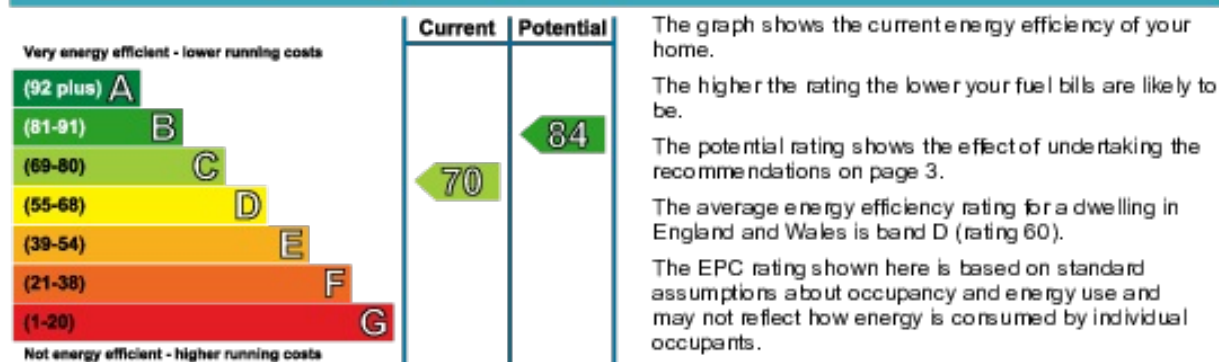 Very energy efficient - lower running costs
(92 plus) A
(81-91) B
(69-80) C
(55-68) D
(39-54) E
(21-38) F
(1-20) G
Not energy efficient - higher running costs
Current Potential
70
84
The graph shows the current energy efficiency of your
home.
The higher the rating the lower your fuel bills are likely to
be.
The potential rating shows the effect of undertaking the
recommendations on page 3.
The average energy efficiency rating for a dwelling in
England and Wales is band D (rating 60).
The EPC rating shown here is based on standard
assumptions about occupancy and energy use and
may not reflect how energy is consumed by individual
occupants.